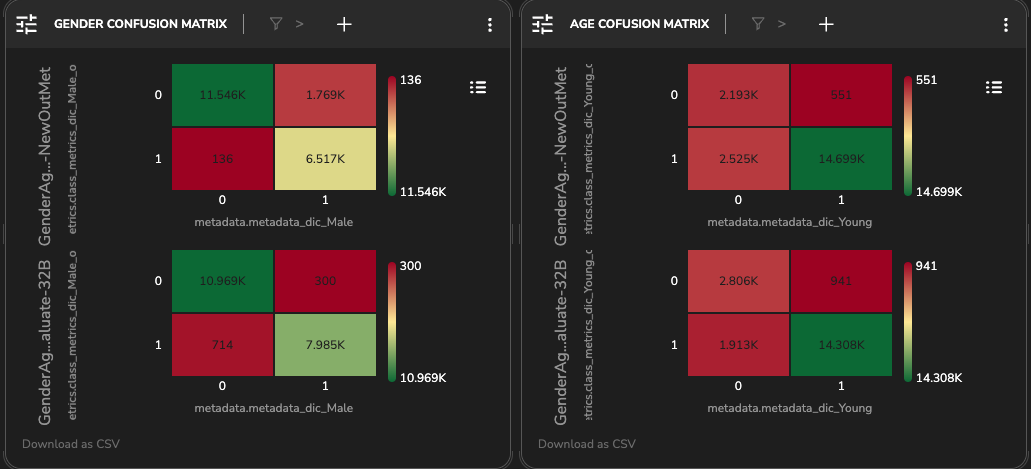 GENDER CONFUSION MATRIX
GenderAg...-NewOutMet
etrics.class_metrics_dic_Male_o
0
11.546K
1.769K
1
136
6.517K
0
1
metadata.metadata_dic_Male
136
11.546K
GenderAg...aluate-32B
etrics.class_metrics_dic_Male_o
0
10.969K
300
1
714
7.985K
0
1
metadata.metadata_dic_Male
300
10.969K
Download as CSV
AGE COFUSION MATRIX
GenderAg...-NewOutMet
etrics.class_metrics_dic_Young_o
0
2.193K
551
1
2.525K
14.699K
0
1
metadata.metadata_dic_Young
551
14.699K
GenderAg...aluate-32B
etrics.class_metrics_dic_Young_o
0
2.806K
941
1
1.913K
14.308K
0
1
metadata.metadata_dic_Young
941
14.308K
Download as CSV